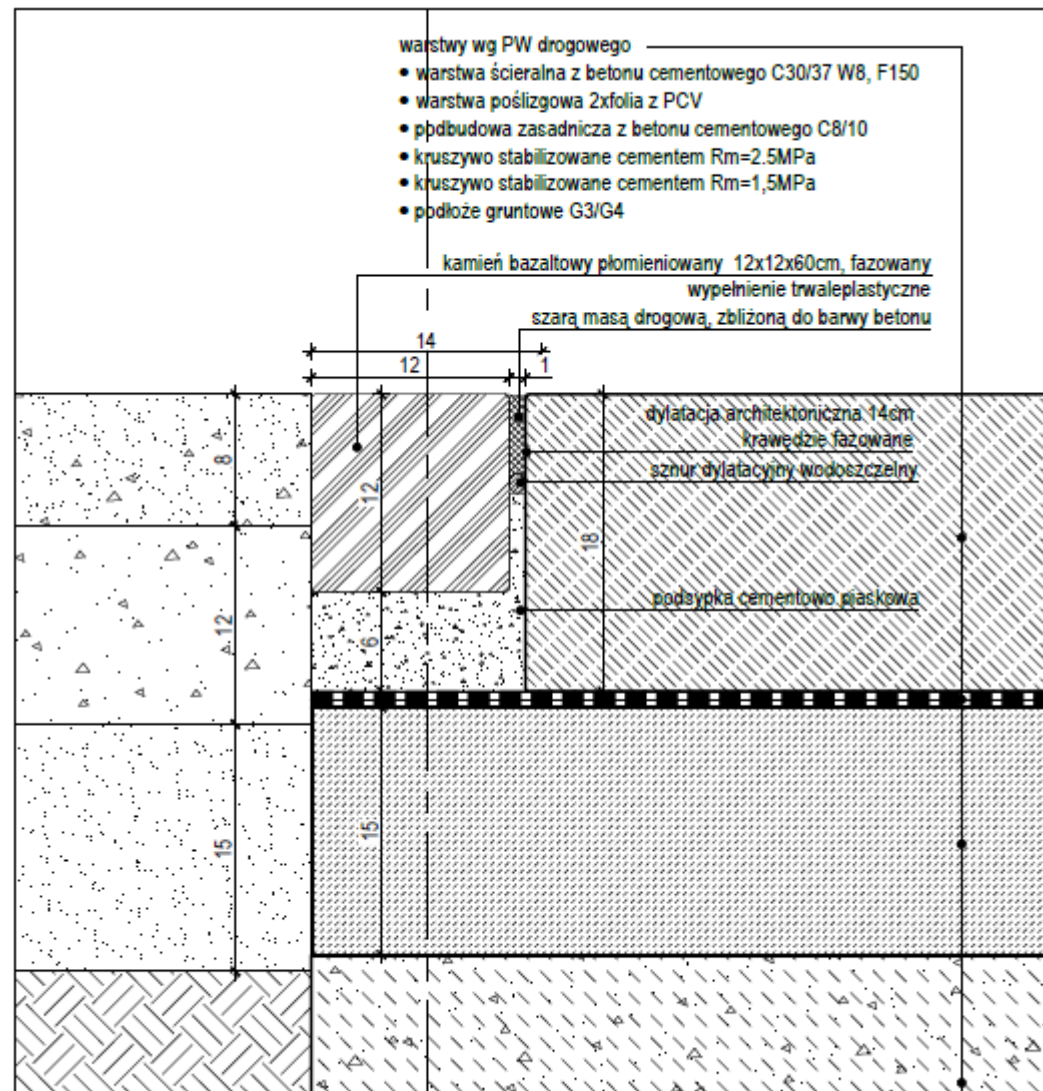 warstwy wg PW drogowego
• warstwa ścieralna z betonu cementowego C30/37 W8, F150
• warstwa poślizgowa 2xfolia z PCV
• podbudowa zasadnicza z betonu cementowego C8/10
• kruszywo stabilizowane cementem Rm=2.5MPa
• kruszywo stabilizowane cementem Rm=1,5MPa
• podłoże gruntowe G3/G4
kamień bazaltowy płomieniowany 12x12x60cm, fazowany
wypełnienie trwaleplastyczne
szarą masą drogową, zbliżoną do barwy betonu
14
12 1
dylatacja architektoniczna 14cm
krawędzie fazowane
sznur dylatacyjny wodoszczelny
8
12
18
podsypka cementowo piaskowa
12
6
15
15